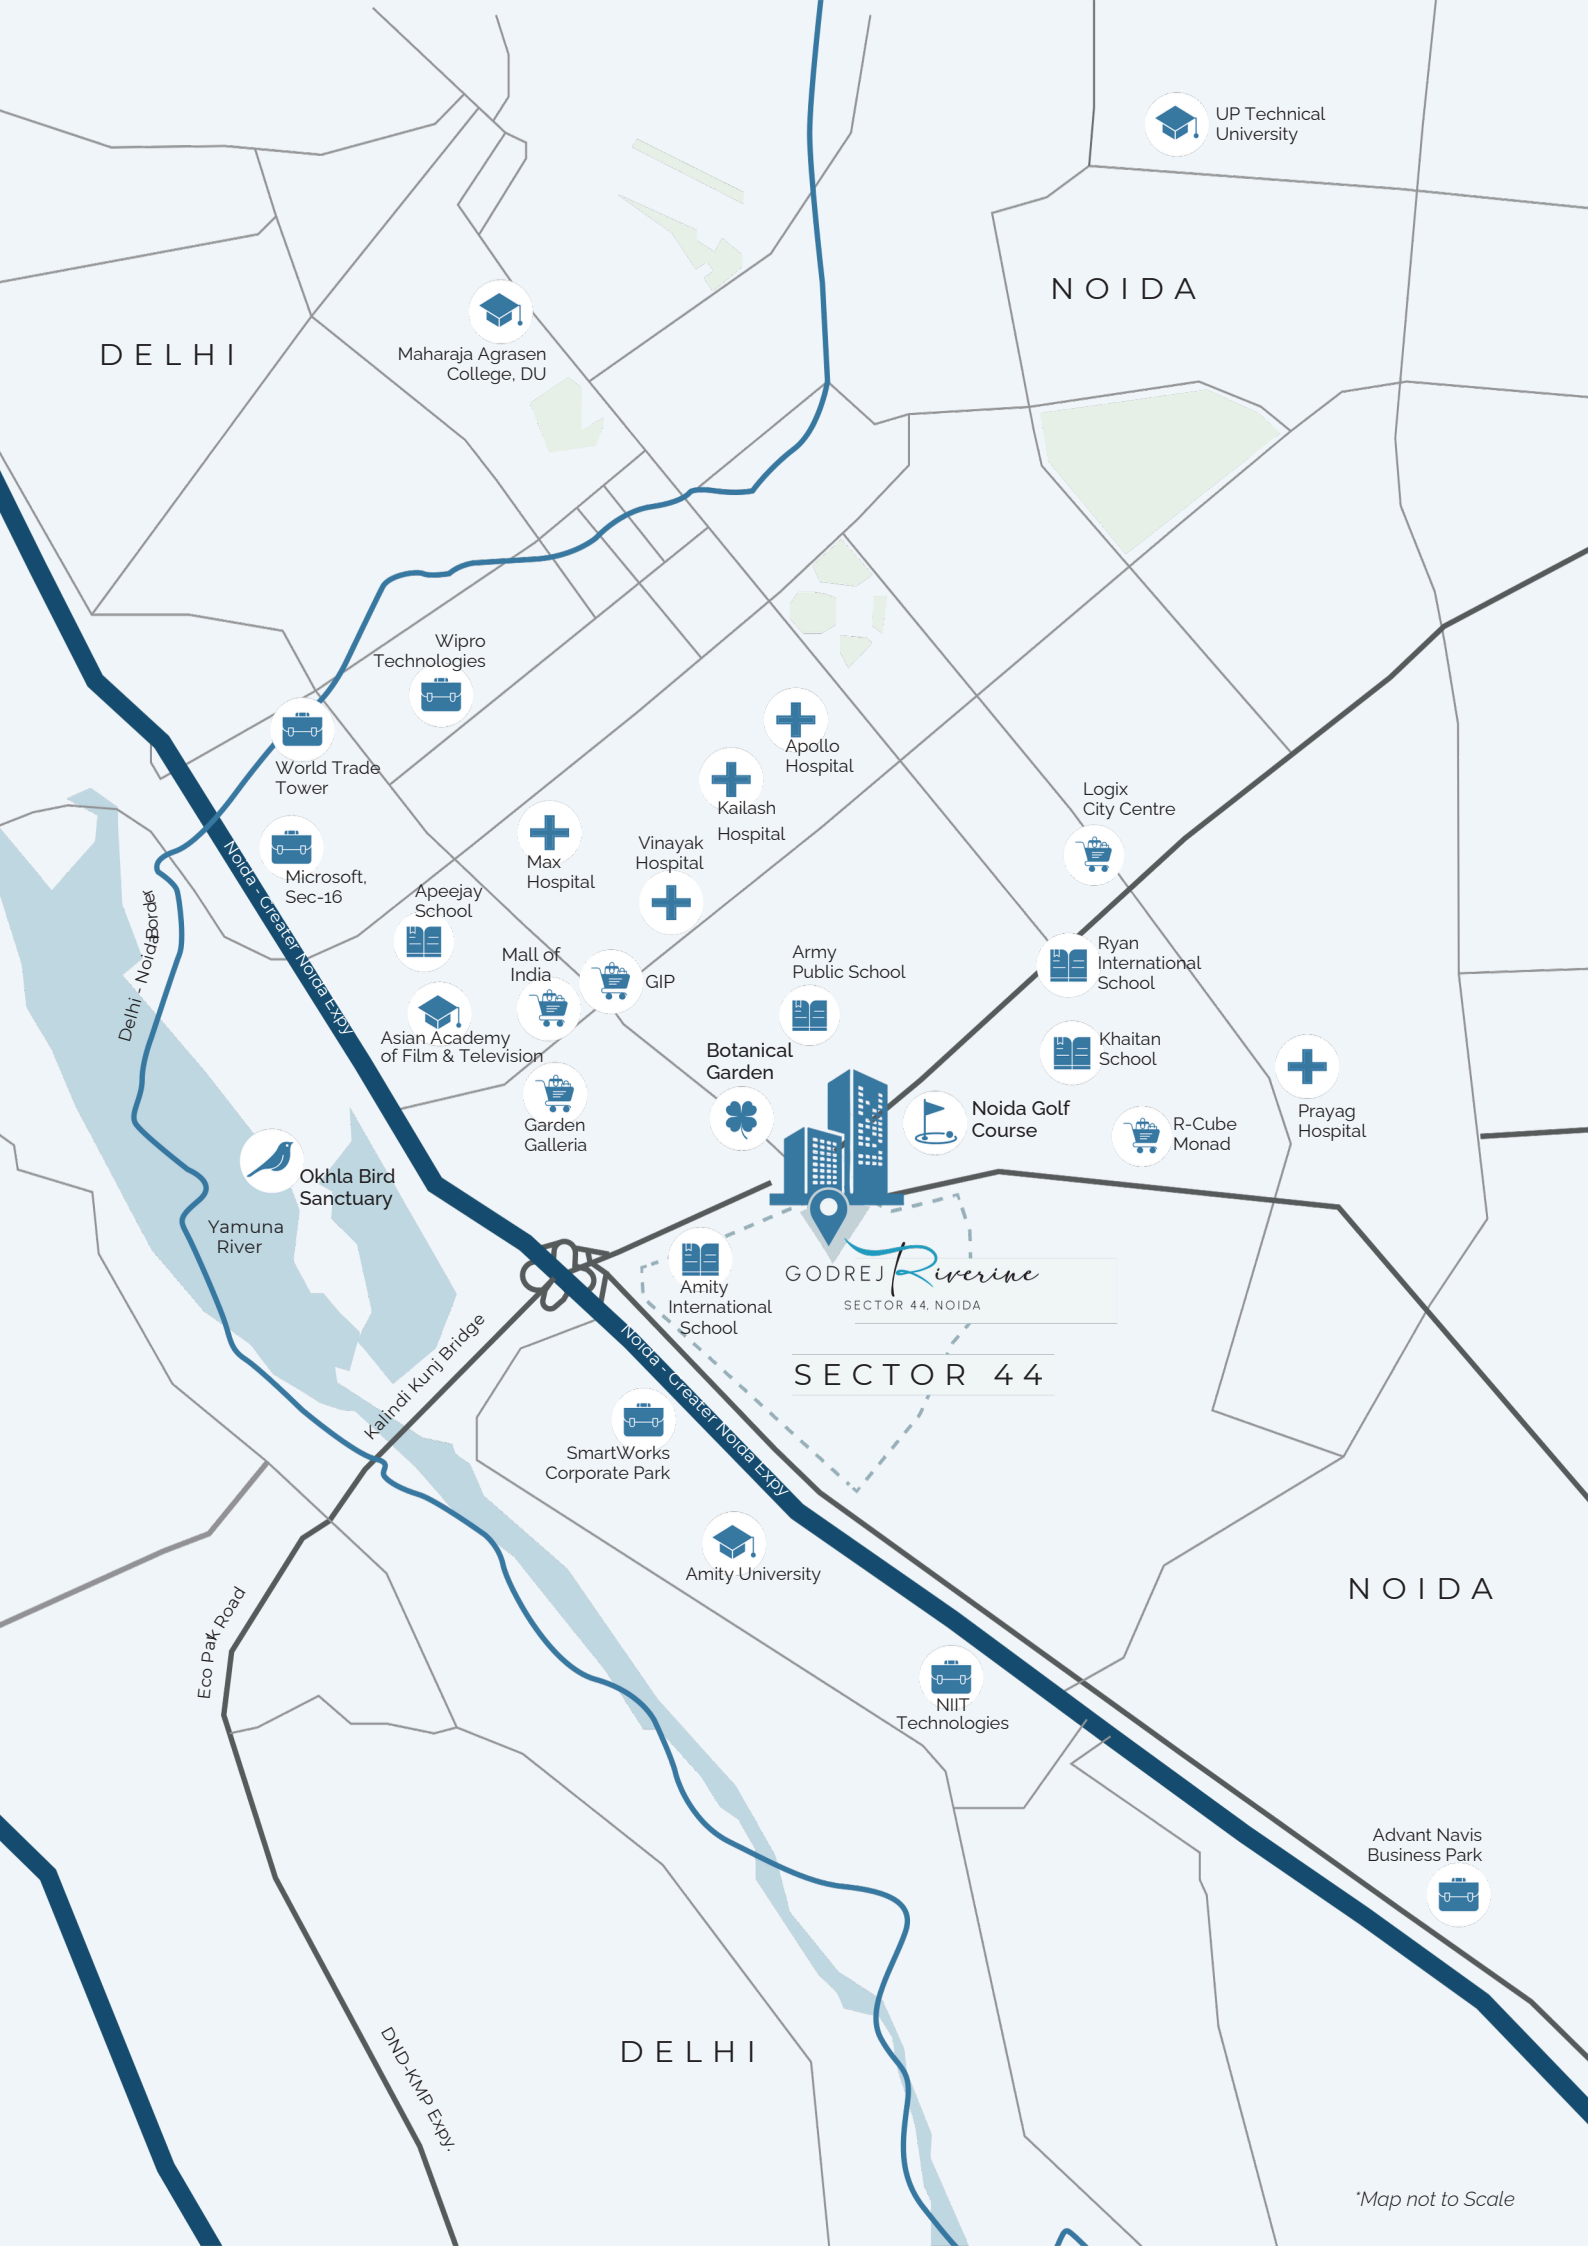 UP Technical
University
NOIDA
DELHI
Maharaja Agrasen
College, DU
Wipro
Technologies
World Trade
Tower
Apollo
Hospital
Kailash
Hospital
Logix
City Centre
Max
Hospital
Vinayak
Hospital
Microsoft,
Sec-16
Apeejay
School
Noida - Greater Noida Expy
Delhi - Noida Border
Mall of
India
GIP
Army
Public School
Ryan
International
School
Asian Academy
of Film & Television
Botanical
Garden
Khaitan
School
Garden
Galleria
Noida Golf
Course
R-Cube
Monad
Prayag
Hospital
Okhla Bird
Sanctuary
Yamuna
River
Amity
International
School
GODREJ Riverine
SECTOR 44, NOIDA
SECTOR 44
Kalindi Kunj Bridge
Noida - Greater Noida Expy
SmartWorks
Corporate Park
Amity University
NOIDA
Eco Park Road
NIIT
Technologies
Advant Navis
Business Park
DELHI
DND-KMP Expy.
*Map not to Scale